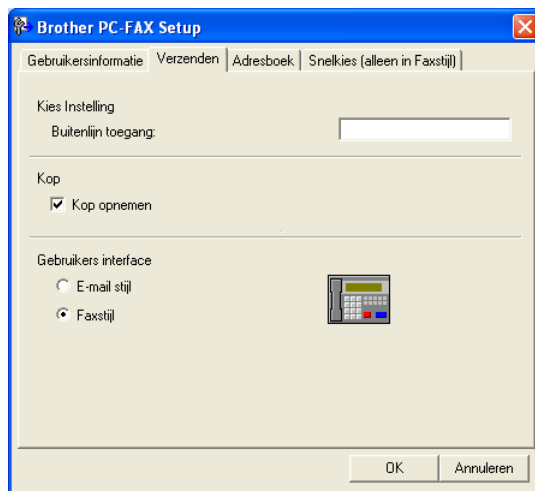 Brother PC-FAX Setup
Gebruikersinformatie Verzenden Adresboek Snelkies (alleen in Faxstijl)
Kies Instelling
Buitenlijn toegang:
Kop
Kop opnemen
Gebruikers interface
E-mail stijl
Faxstijl
OK Annuleren